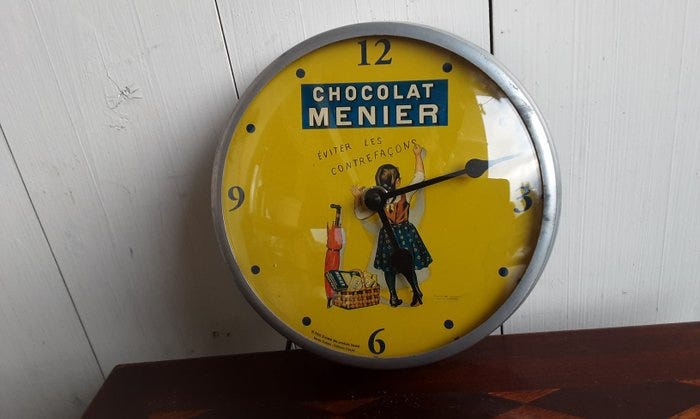 12
CHOCOLAT
MENIER
ÉVITER LES
CONTREFAÇONS
9
3
6